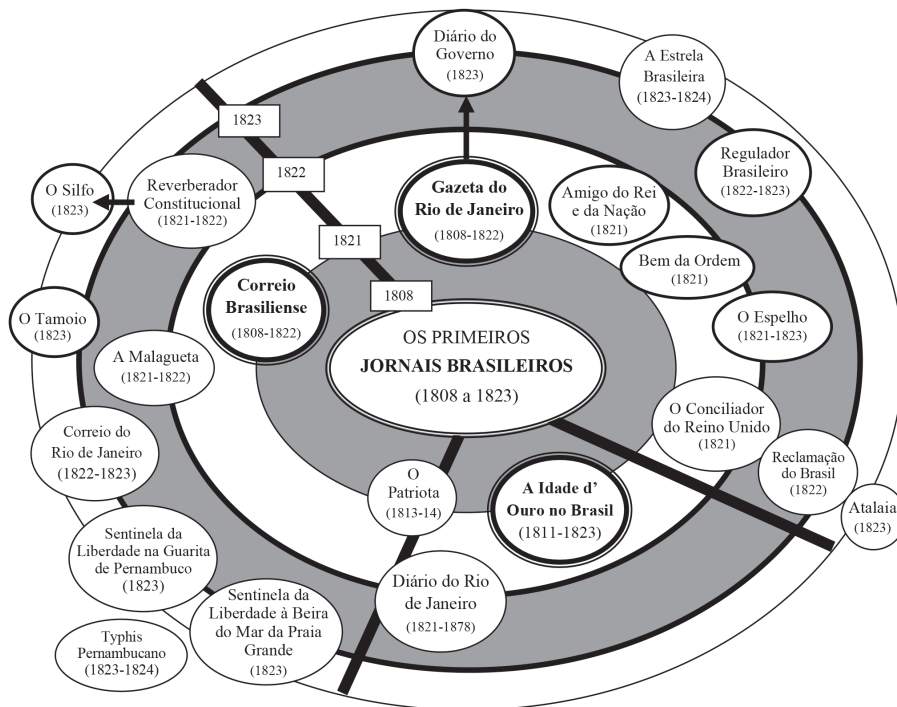 Diário do
Governo
(1823)
A Estrela
Brasileira
(1823-1824)
1823
1822
1821
1808
Regulador
Brasileiro
(1822-1823)
O Silfo
(1823)
Reverberador
Constitucional
(1821-1822)
Gazeta do
Rio de Janeiro
(1808-1822)
Amigo do Rei
e da Nação
(1821)
Bem da Ordem
(1821)
Correio
Brasiliense
(1808-1822)
O Tamoio
(1823)
O Espelho
(1821-1823)
OS PRIMEIROS
JORNAIS BRASILEIROS
(1808 a 1823)
A Malagueta
(1821-1822)
O Conciliador
do Reino Unido
(1821)
Correio do
Rio de Janeiro
(1822-1823)
Reclamação
do Brasil
(1822)
O
Patriota
(1813-14)
A Idade d’
Ouro no Brasil
(1811-1823)
Atalaia
(1823)
Sentinela da
Liberdade na Guarita
de Pernambuco
(1823)
Diário do Rio
de Janeiro
(1821-1878)
Sentinela da
Liberdade à Beira
do Mar da Praia
Grande
(1823)
Typhis
Pernambucano
(1823-1824)